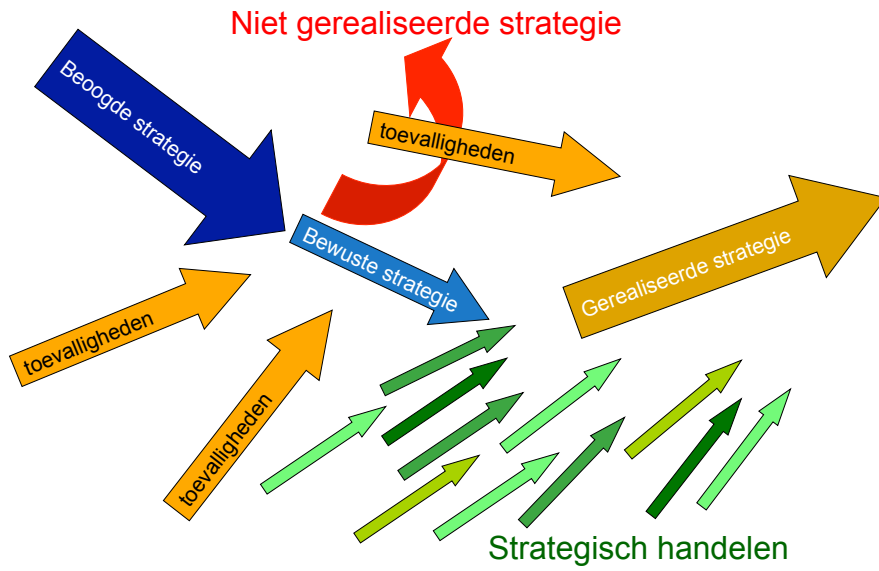 Niet gerealiseerde strategie
Beoogde strategie
toevalligheden
Bewuste strategie
Gerealiseerde strategie
toevalligheden
toevalligheden
Strategisch handelen